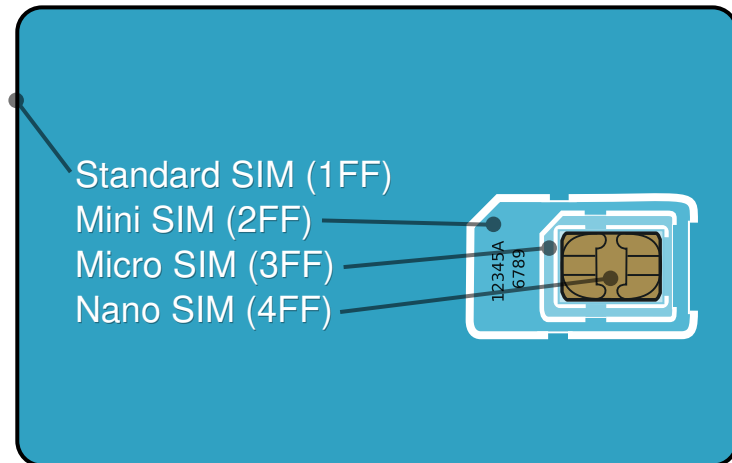 Standard SIM (1FF)
Mini SIM (2FF)
Micro SIM (3FF)
Nano SIM (4FF)
12345A
6789